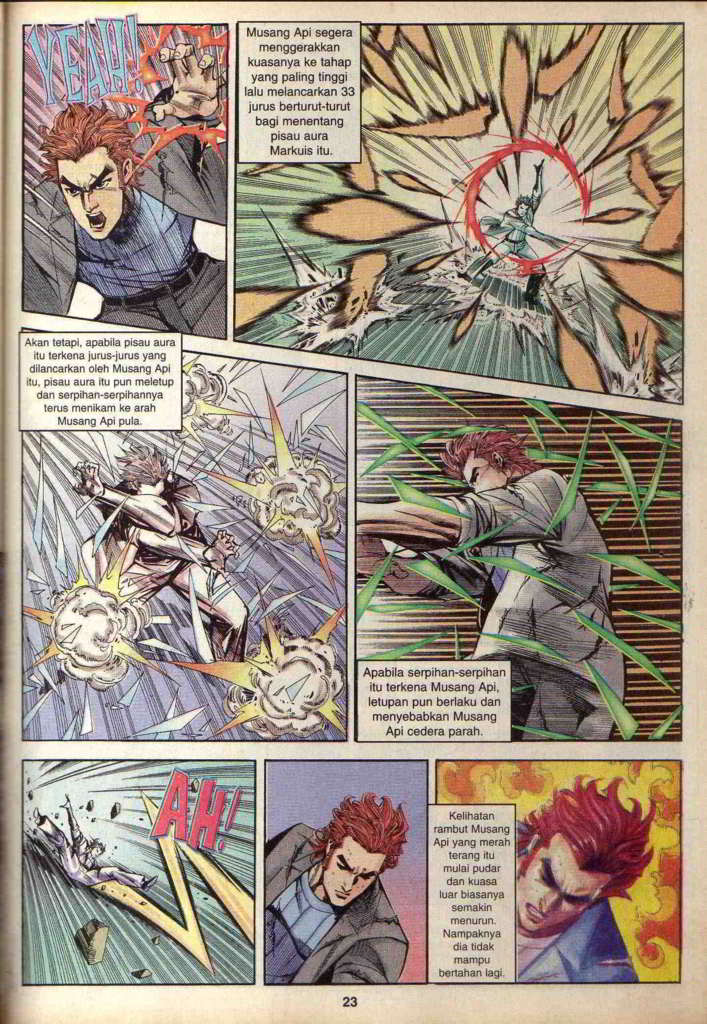 YEAH!
Musang Api segera
menggerakkan
kuasanya ke tahap
yang paling tinggi
lalu melancarkan 33
jurus berturut-turut
bagi menentang
pisau aura
Markuis itu.
Akan tetapi, apabila pisau aura
itu terkena jurus-jurus yang
dilancarkan oleh Musang Api
itu, pisau aura itu pun meletup
dan serpihan-serpihannya
terus menikam ke arah
Musang Api pula.
Apabila serpihan-serpihan
itu terkena Musang Api,
letupan pun berlaku dan
menyebabkan Musang
Api cedera parah.
AH!
Kelihatan
rambut Musang
Api yang merah
terang itu
mulai pudar
dan kuasa
luar biasanya
semakin
menurun.
Nampaknya
dia tidak
mampu
bertahan lagi.
23